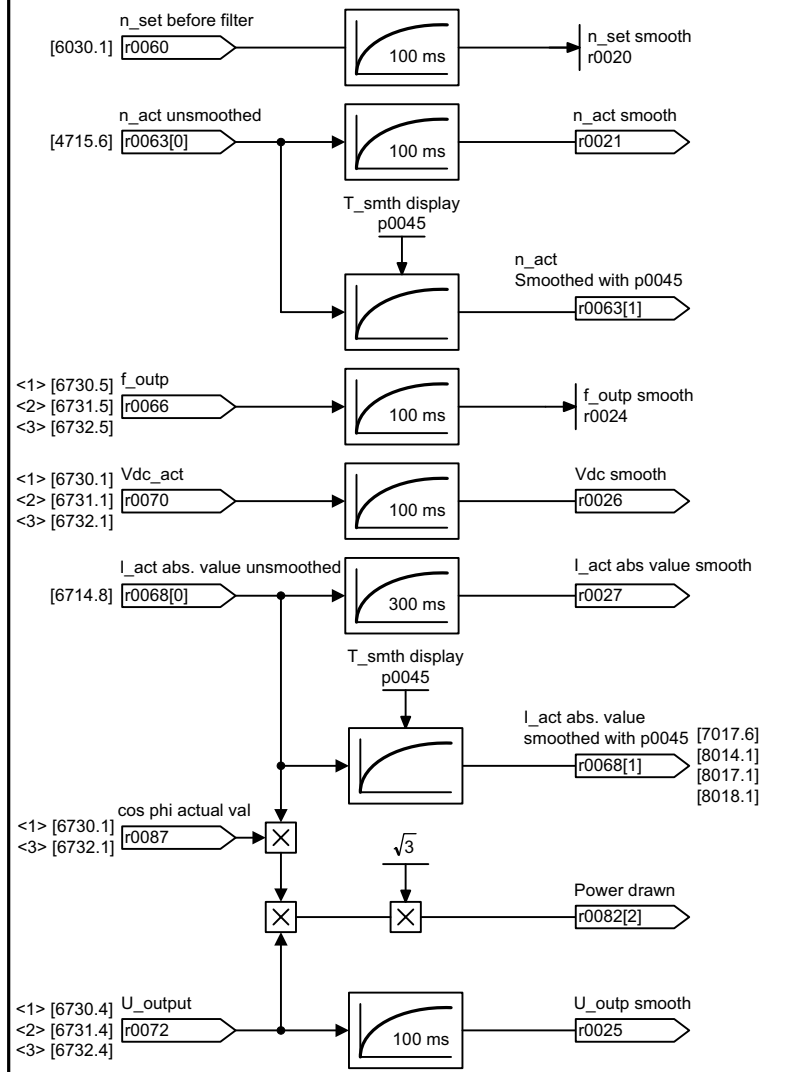 n_set before filter
[6030.1] r0060
100 ms
n_set smooth
r0020
n_act unsmoothed
[4715.6] r0063[0]
100 ms
n_act smooth
r0021
T_smth display
p0045
n_act
Smoothed with p0045
r0063[1]
<1> [6730.5] f_outp
<2> [6731.5] r0066
<3> [6732.5]
100 ms
f_outp smooth
r0024
<1> [6730.1] Vdc_act
<2> [6731.1] r0070
<3> [6732.1]
100 ms
Vdc smooth
r0026
I_act abs. value unsmoothed
[6714.8] r0068[0]
300 ms
I_act abs value smooth
r0027
T_smth display
p0045
I_act abs. value
smoothed with p0045
r0068[1]
[7017.6]
[8014.1]
[8017.1]
[8018.1]
cos phi actual val
<1> [6730.1] r0087
<3> [6732.1]
√3
Power drawn
r0082[2]
<1> [6730.4] U_output
<2> [6731.4] r0072
<3> [6732.4]
100 ms
U_outp smooth
r0025